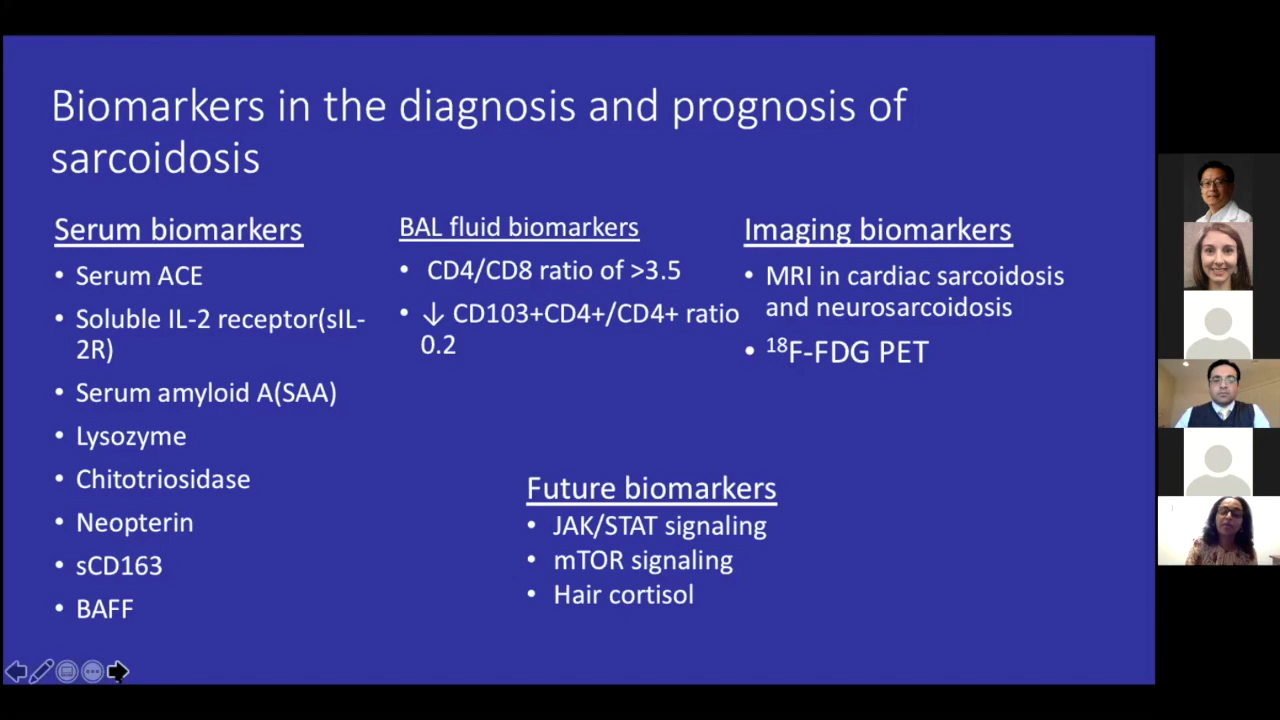 Biomarkers in the diagnosis and prognosis of
sarcoidosis
Serum biomarkers
• Serum ACE
• Soluble IL-2 receptor(sIL-
2R)
• Serum amyloid A(SAA)
• Lysozyme
• Chitotriosidase
• Neopterin
• sCD163
• BAFF
BAL fluid biomarkers
• CD4/CD8 ratio of >3.5
• ↓ CD103+CD4+/CD4+ ratio
0.2
Imaging biomarkers
• MRI in cardiac sarcoidosis
and neurosarcoidosis
• ¹⁸F-FDG PET
Future biomarkers
• JAK/STAT signaling
• mTOR signaling
• Hair cortisol